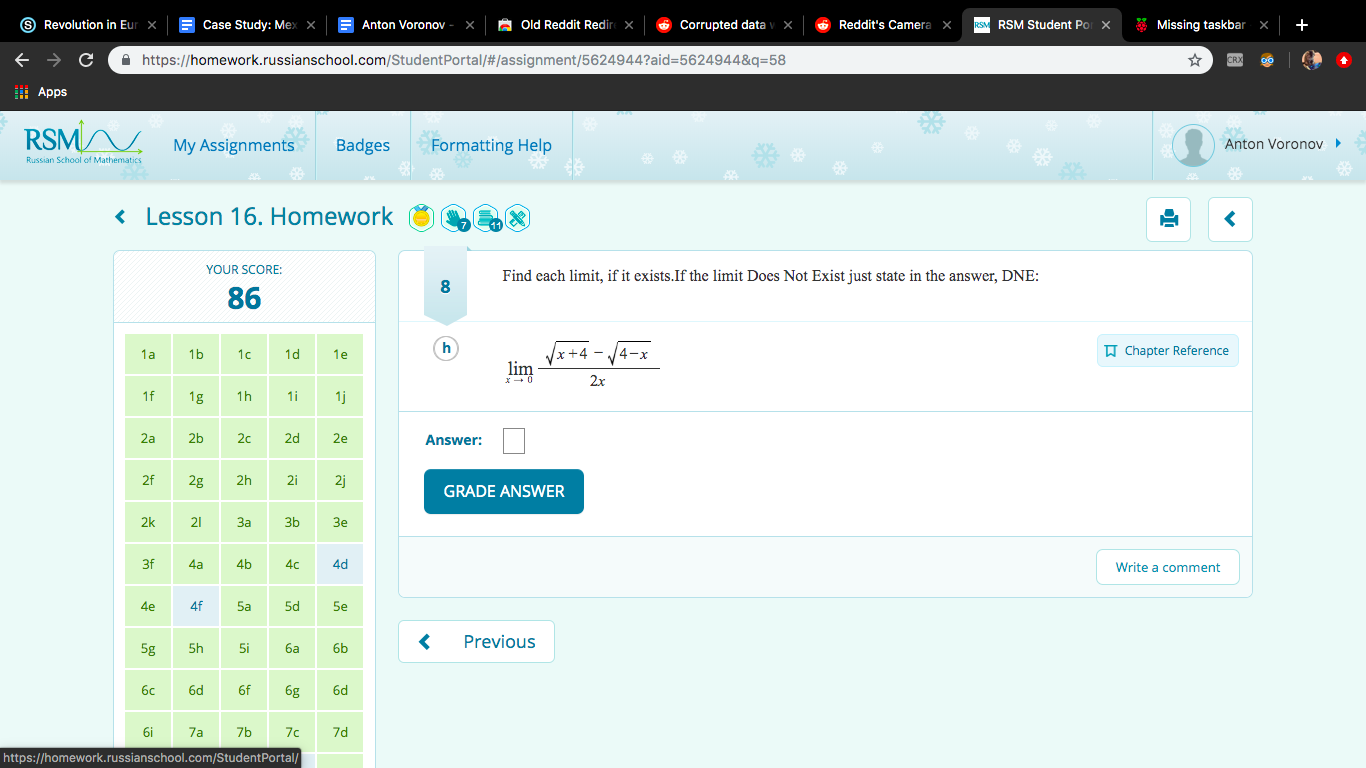 Revolution in Eur
Case Study: Mex
Anton Voronov -
Old Reddit Redire
Corrupted data w
Reddit's Camera
RSM Student Por
Missing taskbar
https://homework.russianschool.com/StudentPortal/#/assignment/5624944?aid=5624944&q=58
CRX
Apps
RSM
Russian School of Mathematics
My Assignments
Badges
Formatting Help
Anton Voronov
Lesson 16. Homework
7
11
YOUR SCORE:
86
1a 1b 1c 1d 1e
1f 1g 1h 1i 1j
2a 2b 2c 2d 2e
2f 2g 2h 2i 2j
2k 2l 3a 3b 3e
3f 4a 4b 4c 4d
4e 4f 5a 5d 5e
5g 5h 5i 6a 6b
6c 6d 6f 6g 6d
6i 7a 7b 7c 7d
8
Find each limit, if it exists.If the limit Does Not Exist just state in the answer, DNE:
h
lim x → 0 (√x+4 − √4−x) / 2x
Chapter Reference
Answer:
GRADE ANSWER
Write a comment
Previous
https://homework.russianschool.com/StudentPortal/